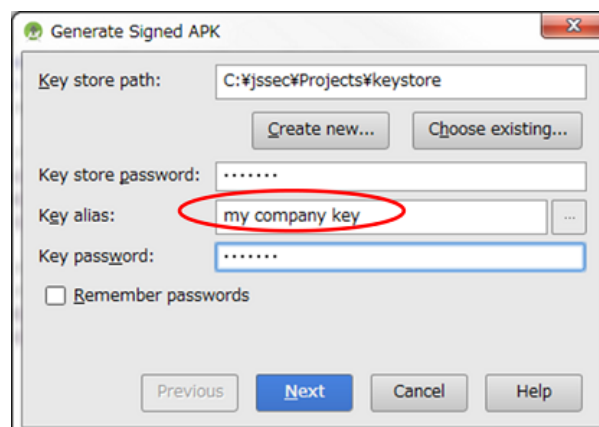 Generate Signed APK
Key store path: C:¥jssec¥Projects¥keystore
Create new... Choose existing...
Key store password: •••••••
Key alias: my company key ...
Key password: •••••••
Remember passwords
Previous Next Cancel Help